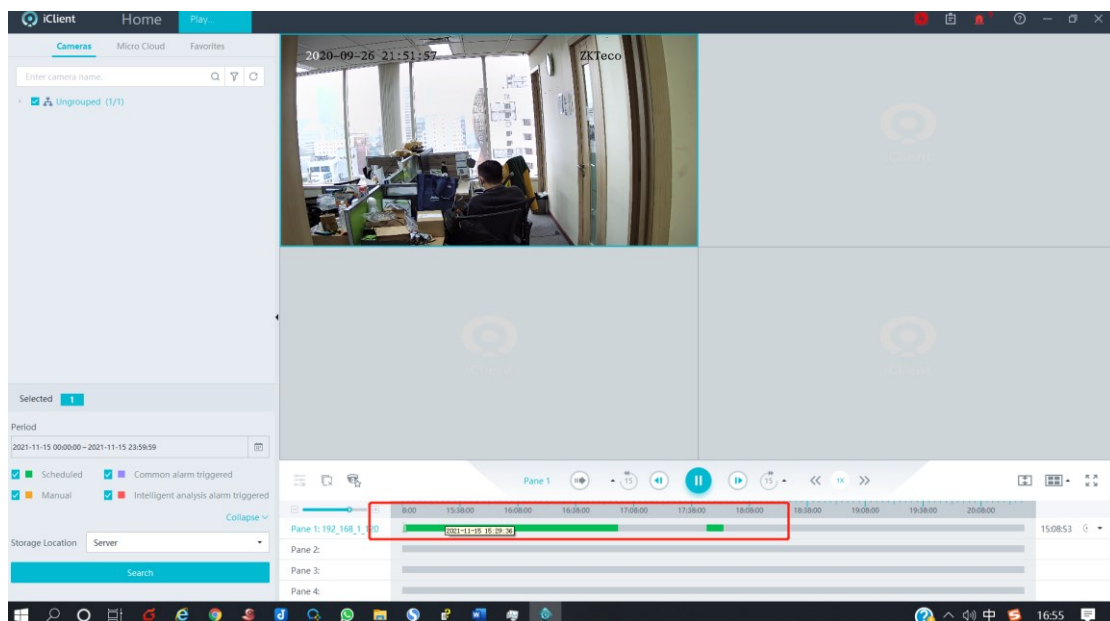 iClient Home Play...
Cameras Micro Cloud Favorites
Enter camera name.
Ungrouped (1/1)
2020-09-26 21:51:57 ZKTeco
Selected 1
Period
2021-11-15 00:00:00 ~ 2021-11-15 23:59:59
Scheduled Common alarm triggered
Manual Intelligent analysis alarm triggered
Collapse
Storage Location Server
Search
Pane 1 15 15 1X
8:00 15:38:00 16:08:00 16:38:00 17:08:00 17:38:00 18:08:00 18:38:00 19:08:00 19:38:00 20:08:00
Pane 1: 192_168_1_120 2021-11-15 15:29:36 15:08:53
Pane 2:
Pane 3:
Pane 4:
中 16:55